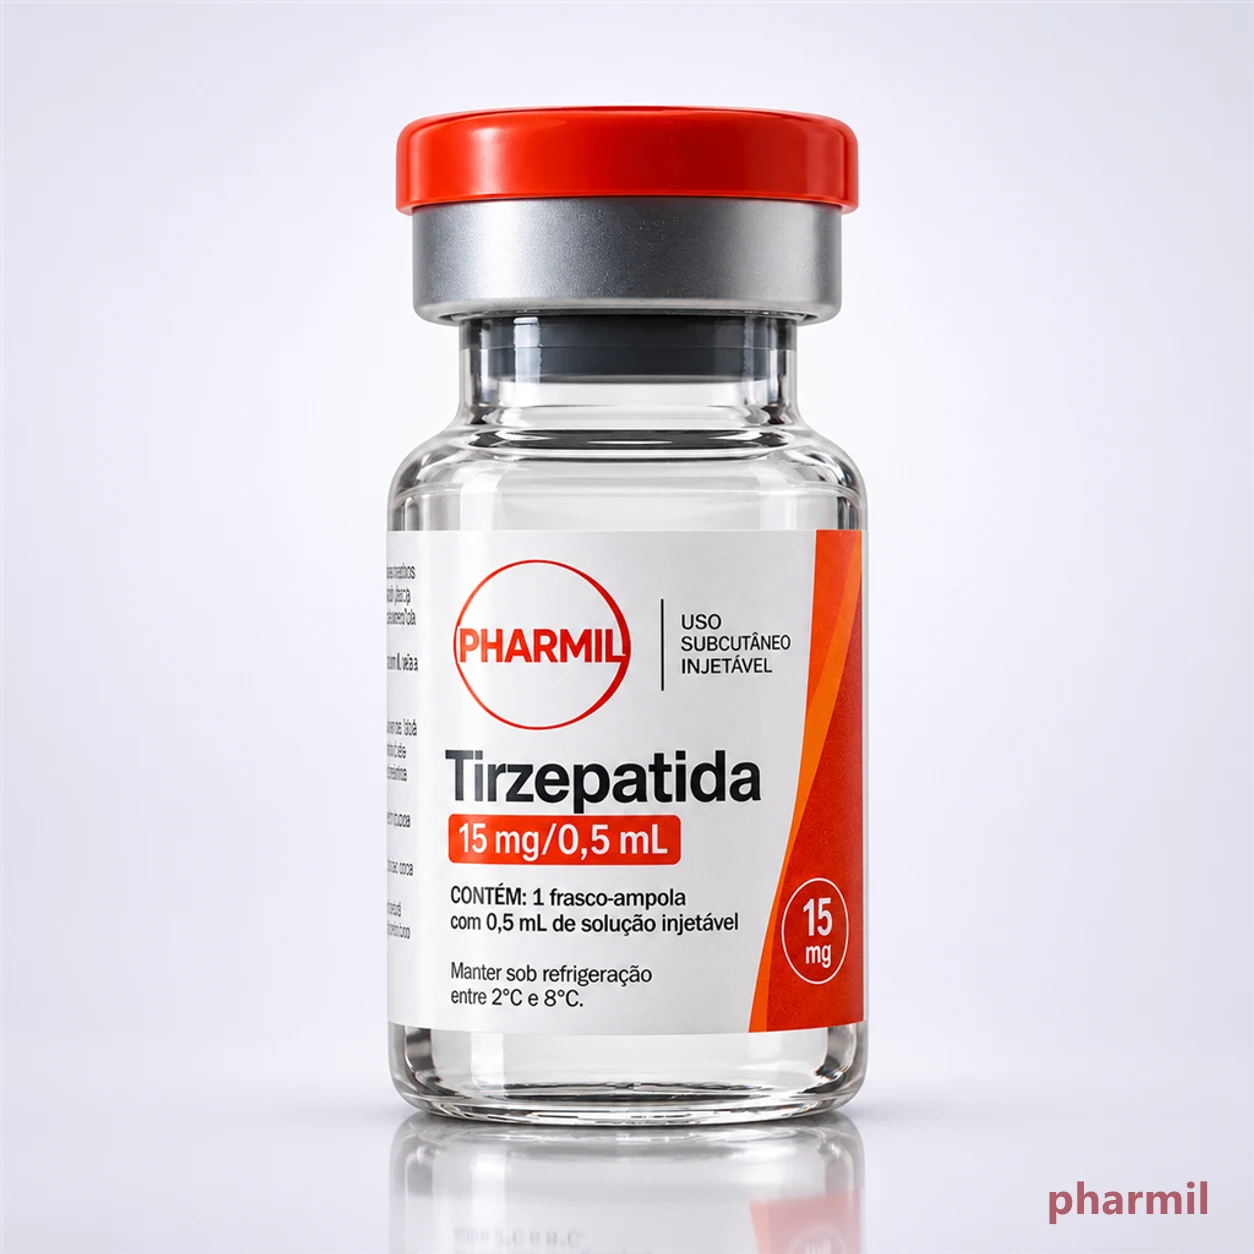 PHARMIL
USO
SUBCUTÂNEO
INJETÁVEL
Tirzepatida
15 mg/0,5 mL
CONTÉM: 1 frasco-ampola
com 0,5 mL de solução injetável
Manter sob refrigeração
entre 2°C e 8°C.
15
mg
pharmil